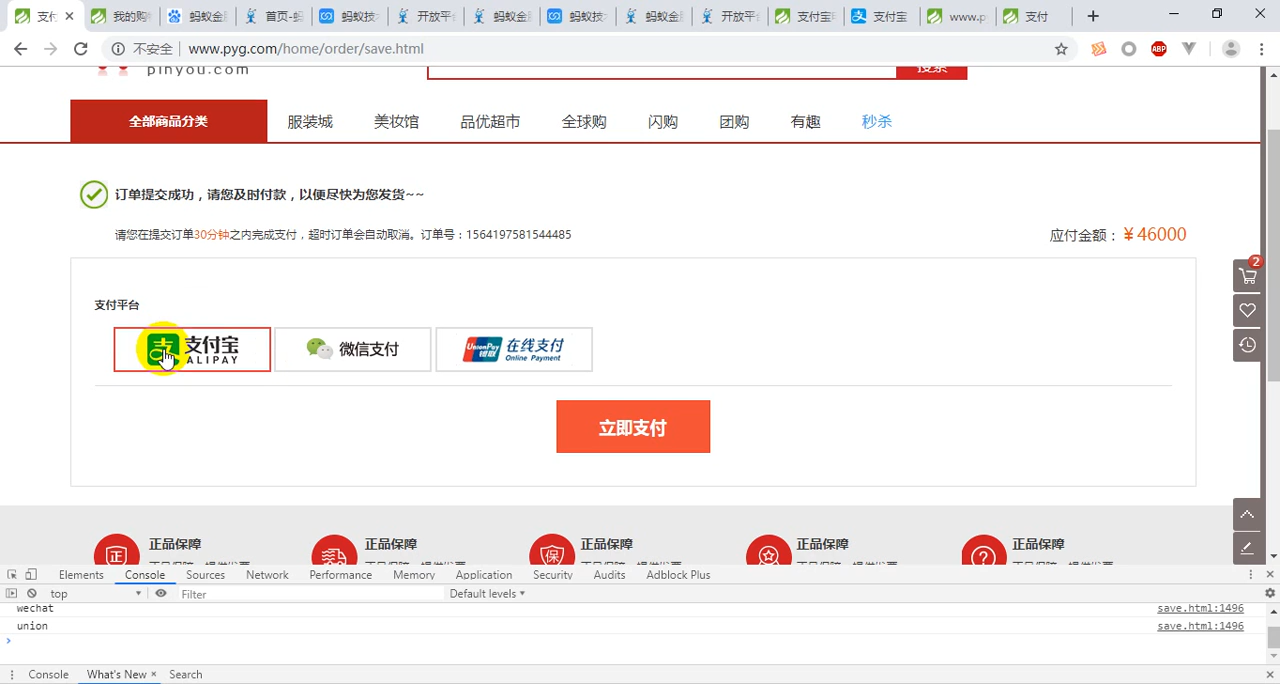 支付
我的购
蚂蚁金
首页-蚂
蚂蚁技
开放平
蚂蚁金
蚂蚁技
蚂蚁金
开放平
支付宝
支付宝
www.p
支付
不安全
www.pyg.com/home/order/save.html
pinyou.com
搜索
全部商品分类
服装城
美妆馆
品优超市
全球购
闪购
团购
有趣
秒杀
订单提交成功，请您及时付款，以便尽快为您发货~~
请您在提交订单30分钟之内完成支付，超时订单会自动取消。订单号：1564197581544485
应付金额：￥46000
2
支付平台
支付宝
ALIPAY
微信支付
UnionPay
银联
在线支付
Online Payment
立即支付
正品保障
正品保障
正品保障
正品保障
正品保障
Elements
Console
Sources
Network
Performance
Memory
Application
Security
Audits
Adblock Plus
top
Filter
Default levels
wechat
save.html:1496
union
save.html:1496
Console
What's New
Search